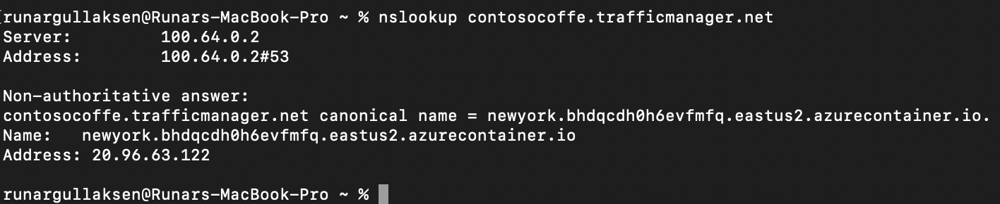 runargullaksen@Runars-MacBook-Pro ~ % nslookup contosocoffe.trafficmanager.net
Server:		100.64.0.2
Address:	100.64.0.2#53

Non-authoritative answer:
contosocoffe.trafficmanager.net canonical name = newyork.bhdqcdh0h6evfmfq.eastus2.azurecontainer.io.
Name:	newyork.bhdqcdh0h6evfmfq.eastus2.azurecontainer.io
Address: 20.96.63.122

runargullaksen@Runars-MacBook-Pro ~ %